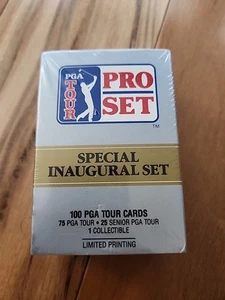 PGA
TOUR
PRO
SET
TM
SPECIAL
INAUGURAL SET
100 PGA TOUR CARDS
75 PGA TOUR • 25 SENIOR PGA TOUR
1 COLLECTIBLE
LIMITED PRINTING